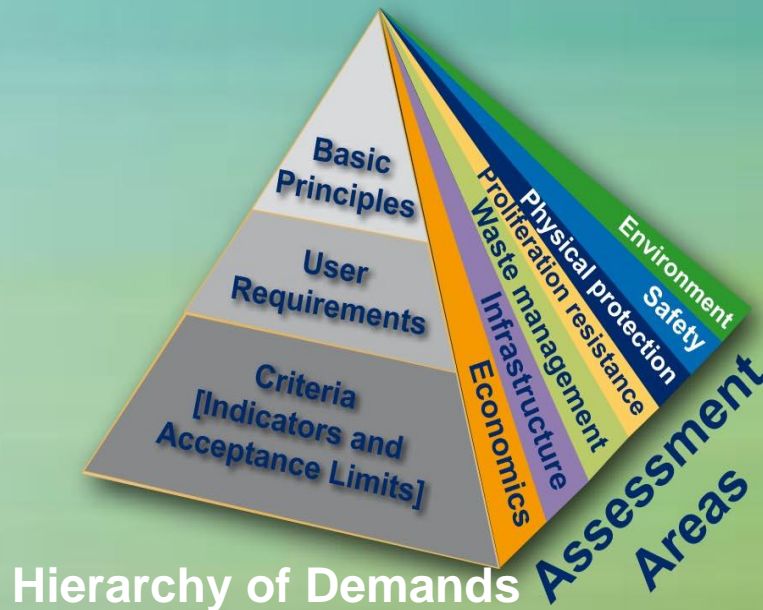 Basic
Principles
User
Requirements
Criteria
[Indicators and
Acceptance Limits]
Economics
Infrastructure
Waste management
Proliferation resistance
Physical protection
Safety
Environment
Hierarchy of Demands
Assessment
Areas